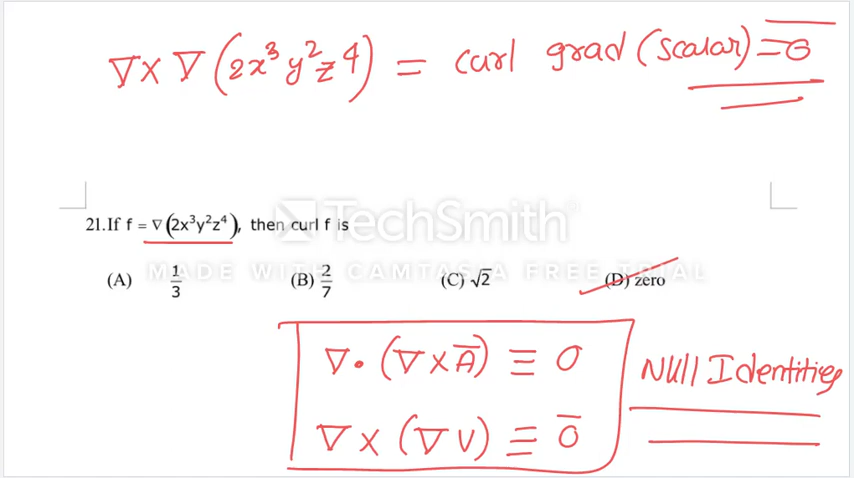 ∇×∇(2x³y²z⁴) = curl grad (scalar) = 0
21. If f = ∇(2x³y²z⁴), then curl f is
TechSmith
MADE WITH CAMTASIA FREE TRIAL
(A) 1/3 (B) 2/7 (C) √2 (D) zero
∇•(∇×A̅) ≡ 0
∇×(∇V) ≡ 0̅
Null Identities